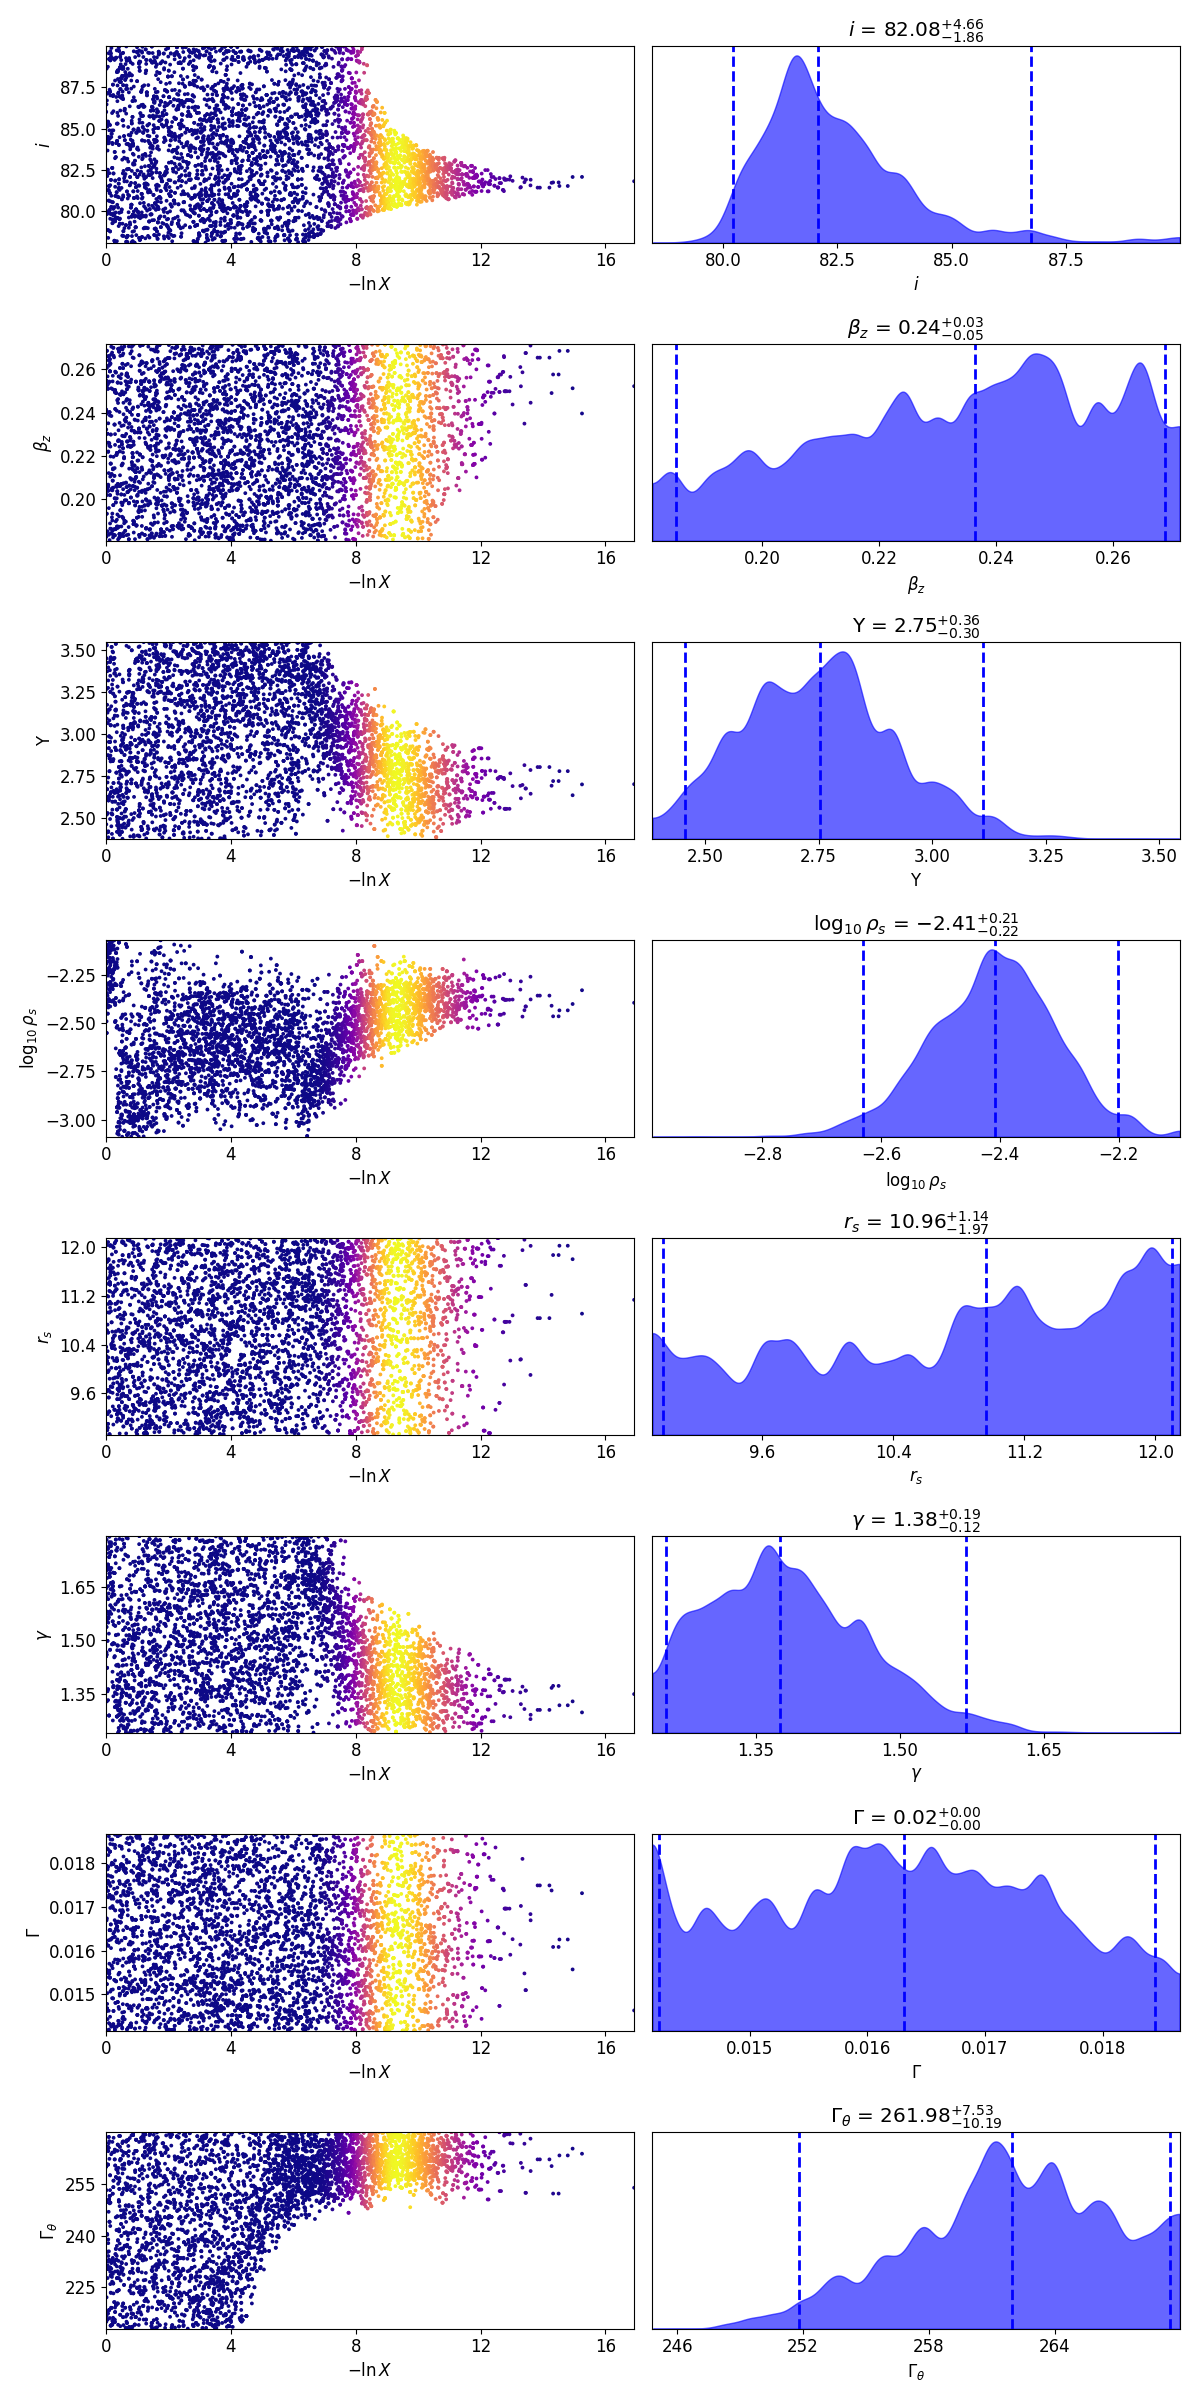 i = 82.08^{+4.66}_{-1.86}
87.5
85.0
82.5
80.0
i
0 4 8 12 16
−ln X
80.0 82.5 85.0 87.5
i
β_z = 0.24^{+0.03}_{-0.05}
0.26
0.24
0.22
0.20
β_z
0 4 8 12 16
−ln X
0.20 0.22 0.24 0.26
β_z
Υ = 2.75^{+0.36}_{-0.30}
3.50
3.25
3.00
2.75
2.50
Υ
0 4 8 12 16
−ln X
2.50 2.75 3.00 3.25 3.50
Υ
log_{10} ρ_s = −2.41^{+0.21}_{-0.22}
−2.25
−2.50
−2.75
−3.00
log_{10} ρ_s
0 4 8 12 16
−ln X
−2.8 −2.6 −2.4 −2.2
log_{10} ρ_s
r_s = 10.96^{+1.14}_{-1.97}
12.0
11.2
10.4
9.6
r_s
0 4 8 12 16
−ln X
9.6 10.4 11.2 12.0
r_s
γ = 1.38^{+0.19}_{-0.12}
1.65
1.50
1.35
γ
0 4 8 12 16
−ln X
1.35 1.50 1.65
γ
Γ = 0.02^{+0.00}_{-0.00}
0.018
0.017
0.016
0.015
Γ
0 4 8 12 16
−ln X
0.015 0.016 0.017 0.018
Γ
Γ_θ = 261.98^{+7.53}_{-10.19}
255
240
225
Γ_θ
0 4 8 12 16
−ln X
246 252 258 264
Γ_θ